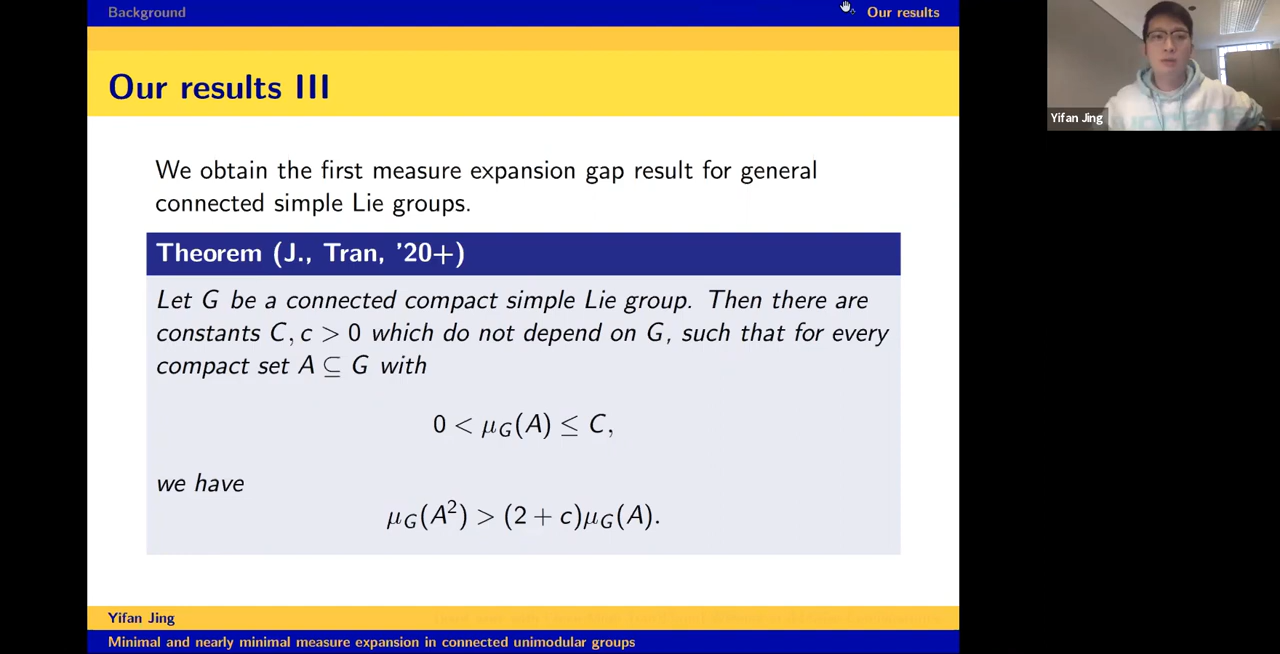 Background
Our results
Our results III
We obtain the first measure expansion gap result for general
connected simple Lie groups.
Theorem (J., Tran, '20+)
Let G be a connected compact simple Lie group. Then there are
constants C, c > 0 which do not depend on G, such that for every
compact set A ⊆ G with
0 < μ_G(A) ≤ C,
we have
μ_G(A²) > (2 + c)μ_G(A).
Yifan Jing
Minimal and nearly minimal measure expansion in connected unimodular groups
Yifan Jing